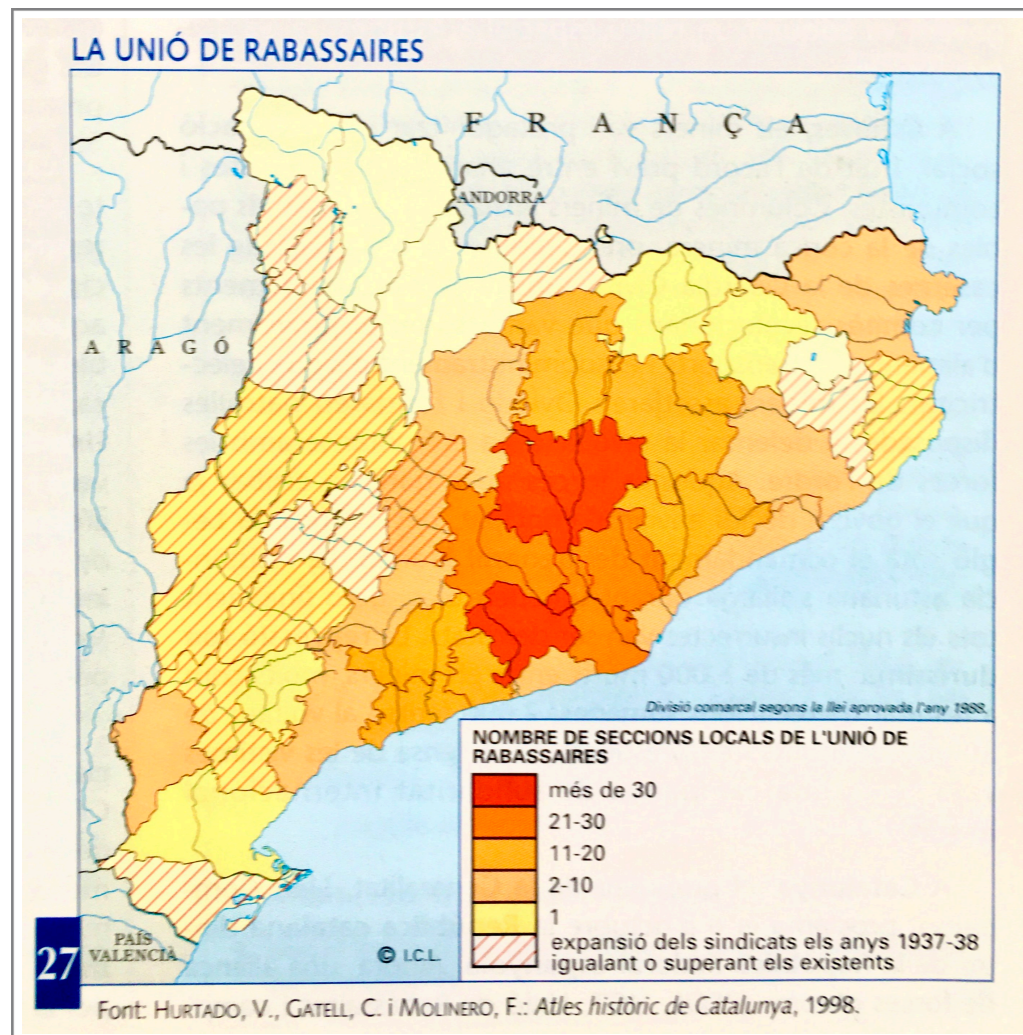 LA UNIÓ DE RABASSAIRES
FRANÇA
ANDORRA
ARAGÓ
Divisió comarcal segons la llei aprovada l'any 1988.
NOMBRE DE SECCIONS LOCALS DE L'UNIÓ DE
RABASSAIRES
més de 30
21-30
11-20
2-10
1
expansió dels sindicats els anys 1937-38
igualant o superant els existents
PAÍS
VALENCIÀ
© I.C.L.
27
Font: HURTADO, V., GATELL, C. i MOLINERO, F.: Atles històric de Catalunya, 1998.